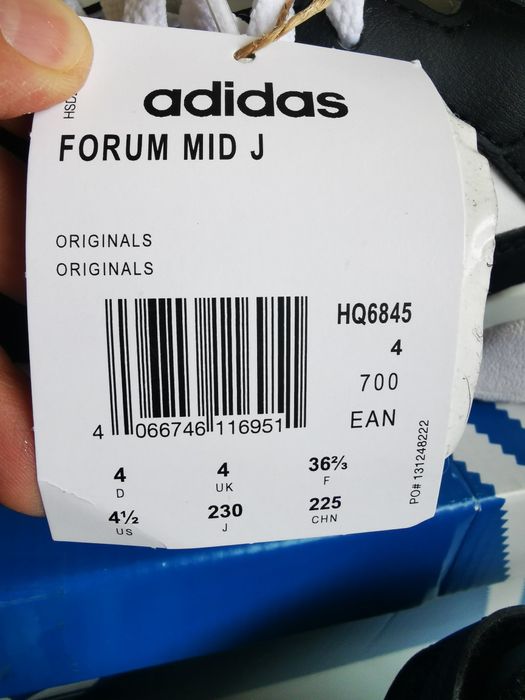 adidas
FORUM MID J
ORIGINALS
ORIGINALS
HQ6845
4
700
EAN
4 066746 116951
4 4 36⅔
D UK F
4½ 230 225
US J CHN
PO# 131248222